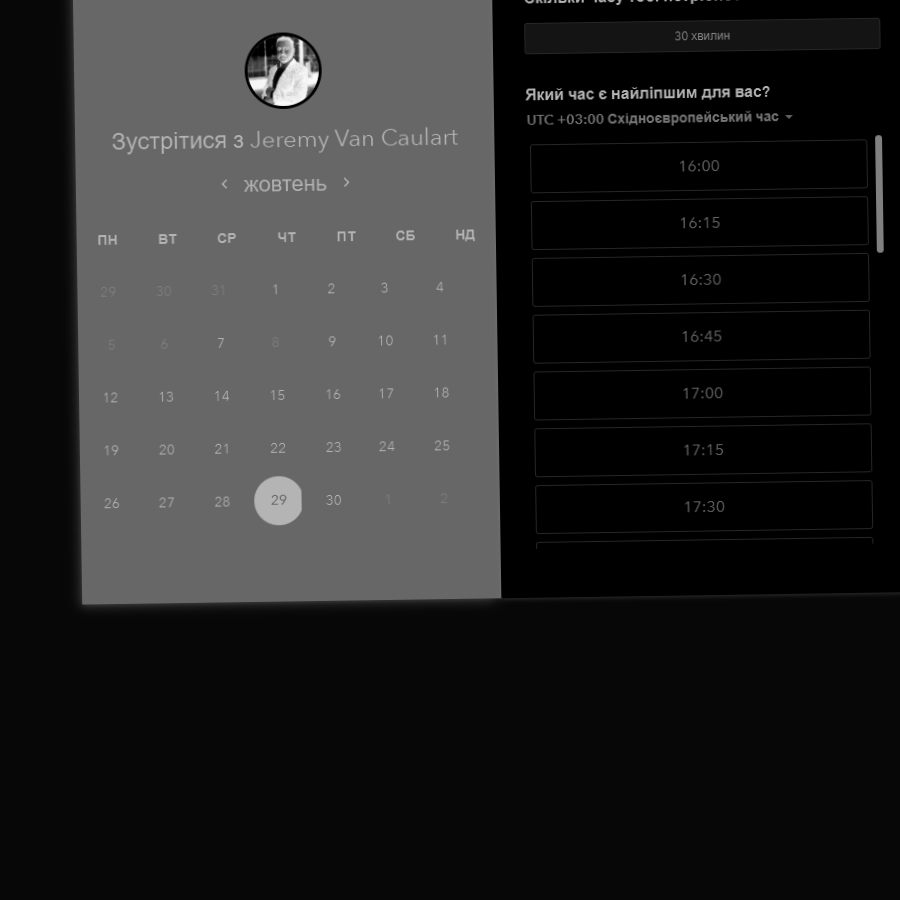 Зустрітися з Jeremy Van Caulart
‹ жовтень ›
ПН ВТ СР ЧТ ПТ СБ НД
29 30 31 1 2 3 4
5 6 7 8 9 10 11
12 13 14 15 16 17 18
19 20 21 22 23 24 25
26 27 28 29 30 1 2
30 хвилин
Який час є найліпшим для вас?
UTC +03:00 Східноєвропейський час
16:00
16:15
16:30
16:45
17:00
17:15
17:30